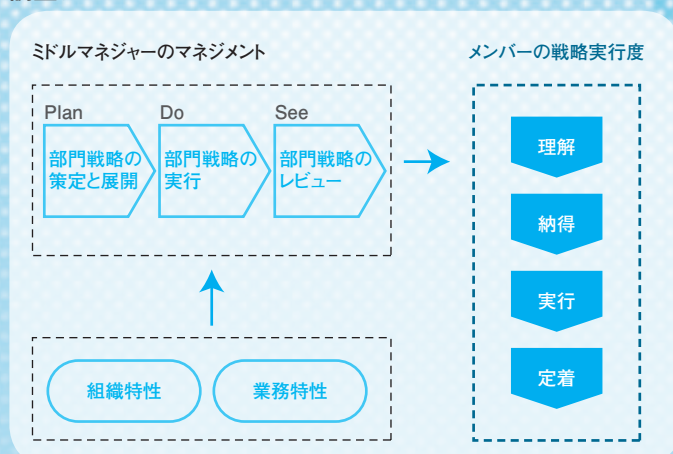 ミドルマネジャーのマネジメント
メンバーの戦略実行度
Plan
Do
See
部門戦略の
策定と展開
部門戦略の
実行
部門戦略の
レビュー
理解
納得
実行
定着
組織特性
業務特性